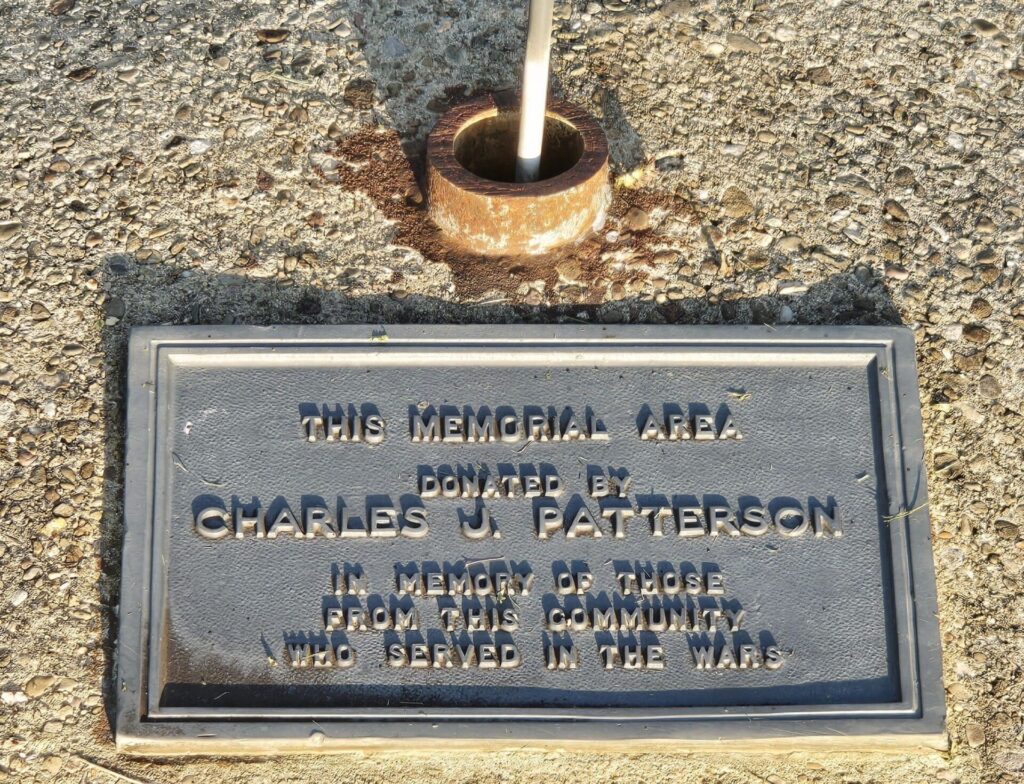 THIS MEMORIAL AREA
DONATED BY
CHARLES J. PATTERSON
IN MEMORY OF THOSE
FROM THIS COMMUNITY
WHO SERVED IN THE WARS